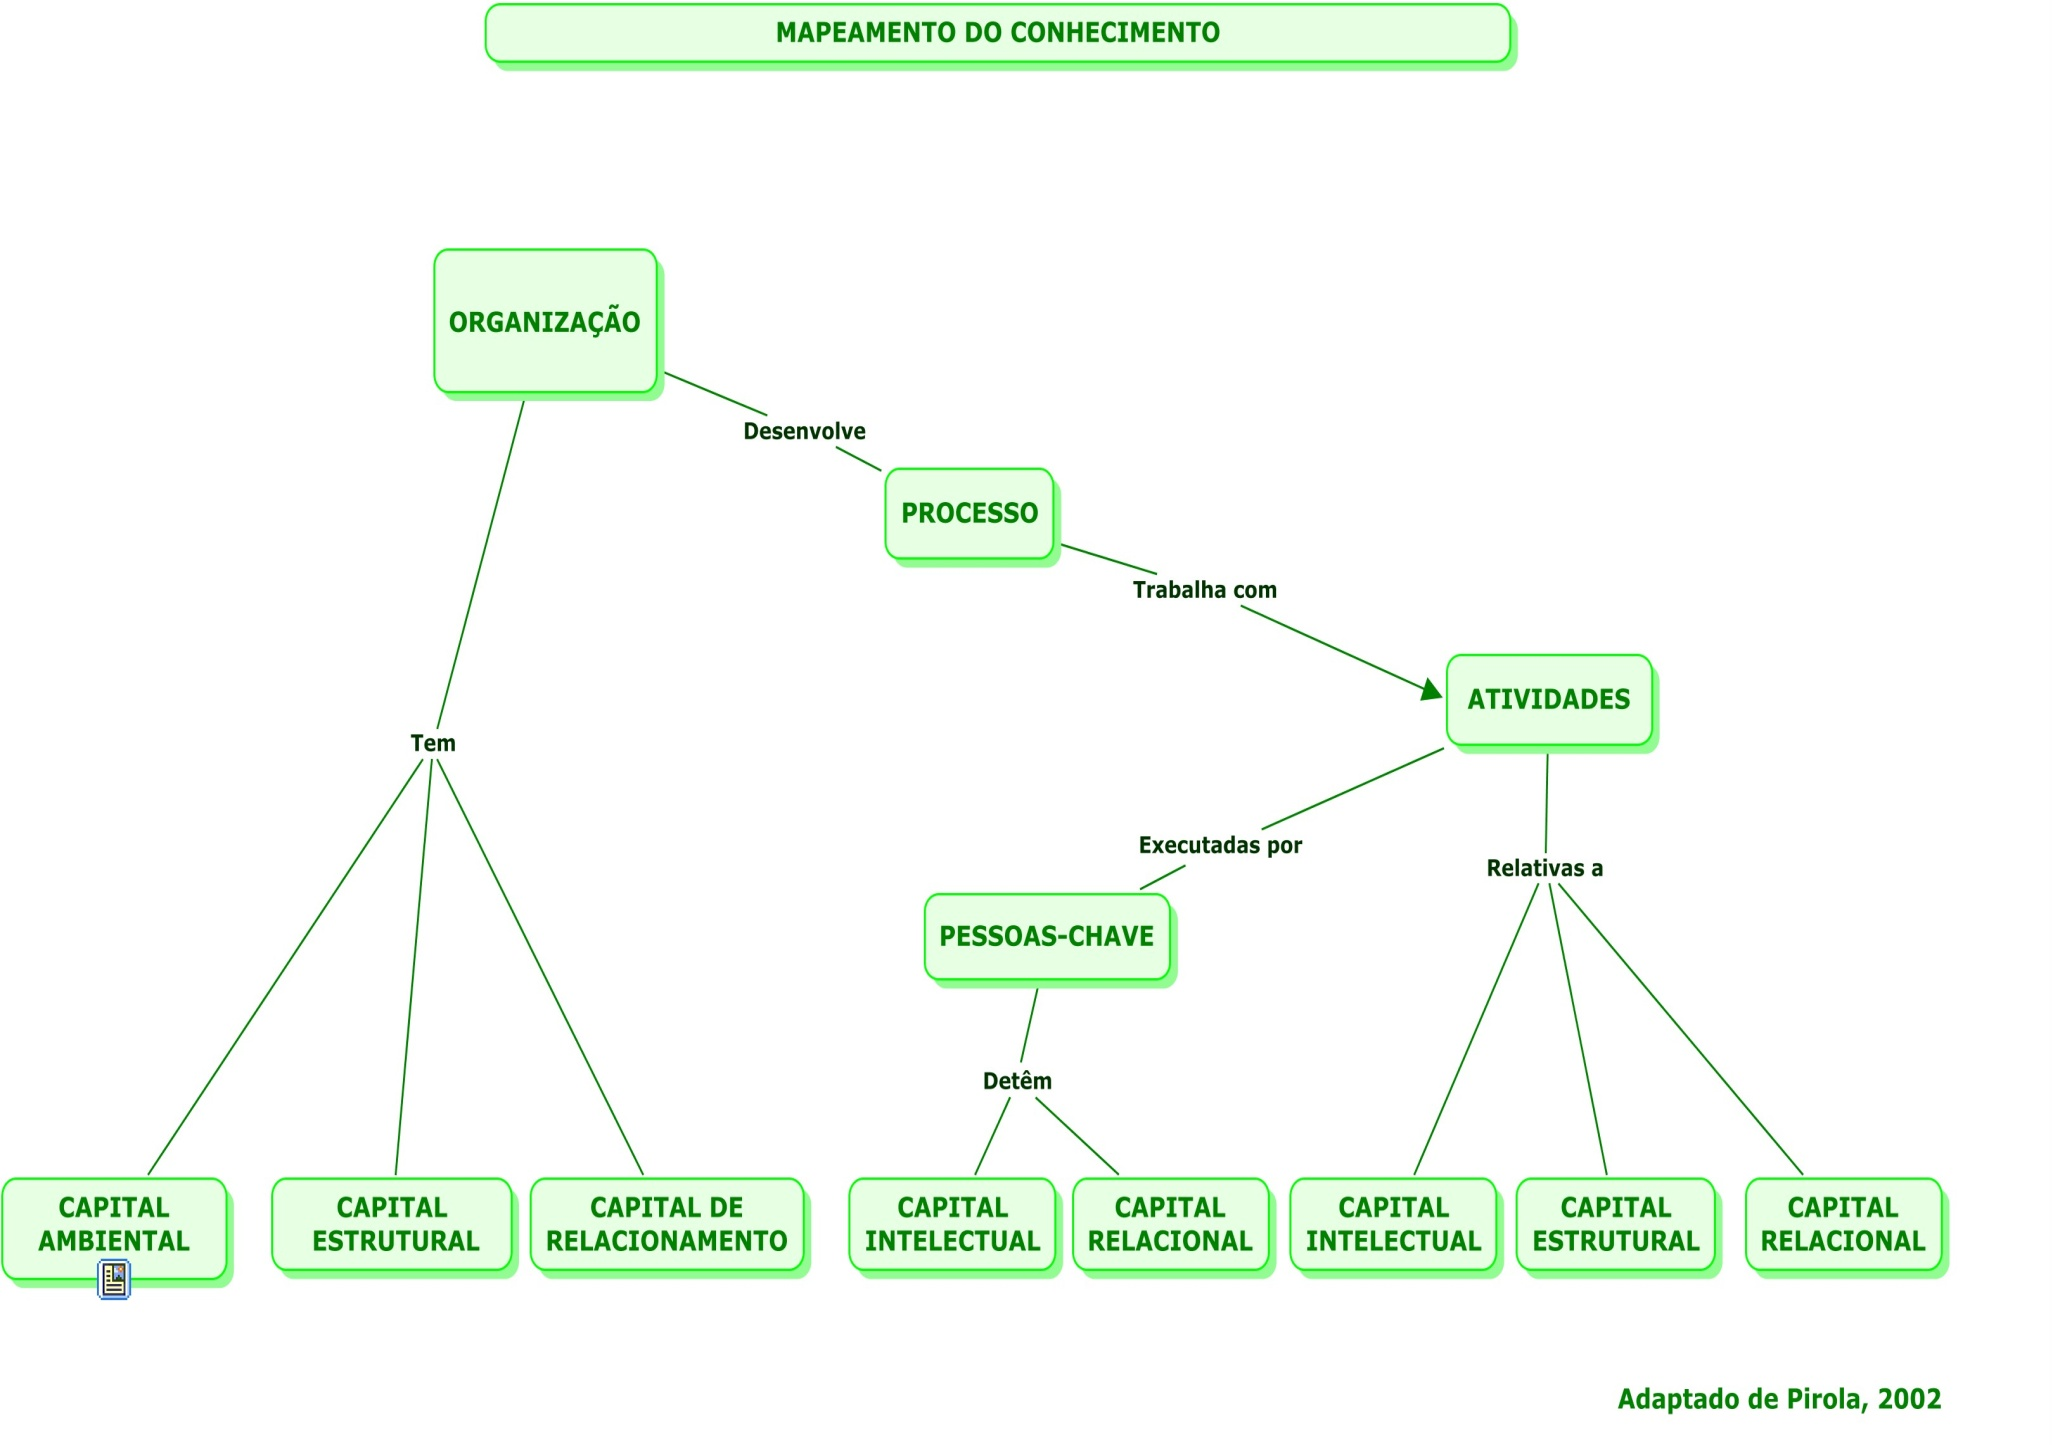 MAPEAMENTO DO CONHECIMENTO
ORGANIZAÇÃO
Desenvolve
PROCESSO
Trabalha com
ATIVIDADES
Tem
Executadas por
Relativas a
PESSOAS-CHAVE
Detêm
CAPITAL
AMBIENTAL
CAPITAL
ESTRUTURAL
CAPITAL DE
RELACIONAMENTO
CAPITAL
INTELECTUAL
CAPITAL
RELACIONAL
CAPITAL
INTELECTUAL
CAPITAL
ESTRUTURAL
CAPITAL
RELACIONAL
Adaptado de Pirola, 2002